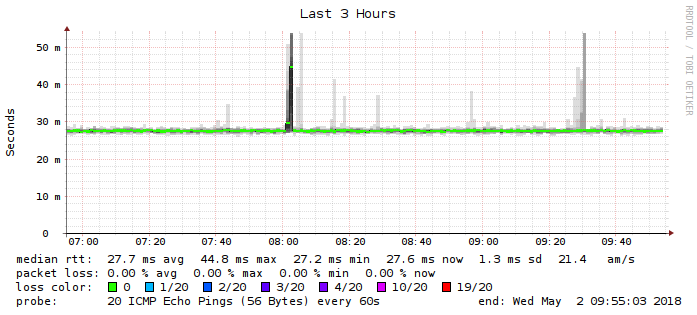 Last 3 Hours
RRDTOOL / TOBI OETIKER
Seconds
50 m
40 m
30 m
20 m
10 m
0
07:00 07:20 07:40 08:00 08:20 08:40 09:00 09:20 09:40
median rtt: 27.7 ms avg 44.8 ms max 27.2 ms min 27.6 ms now 1.3 ms sd 21.4 am/s
packet loss: 0.00 % avg 0.00 % max 0.00 % min 0.00 % now
loss color: 0 1/20 2/20 3/20 4/20 10/20 19/20
probe: 20 ICMP Echo Pings (56 Bytes) every 60s end: Wed May 2 09:55:03 2018